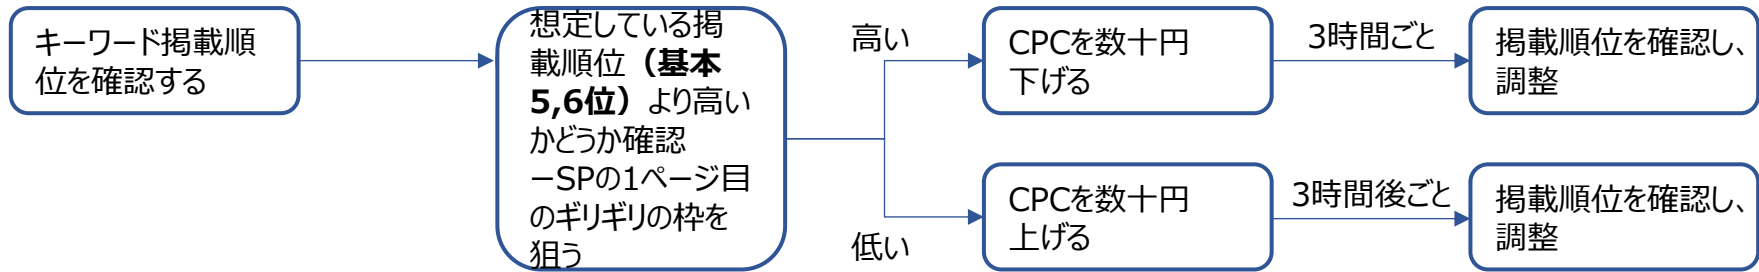 キーワード掲載順
位を確認する
想定している掲
載順位（基本
5,6位）より高い
かどうか確認
ーSPの1ページ目
のギリギリの枠を
狙う
高い
CPCを数十円
下げる
3時間ごと
掲載順位を確認し、
調整
低い
CPCを数十円
上げる
3時間後ごと
掲載順位を確認し、
調整